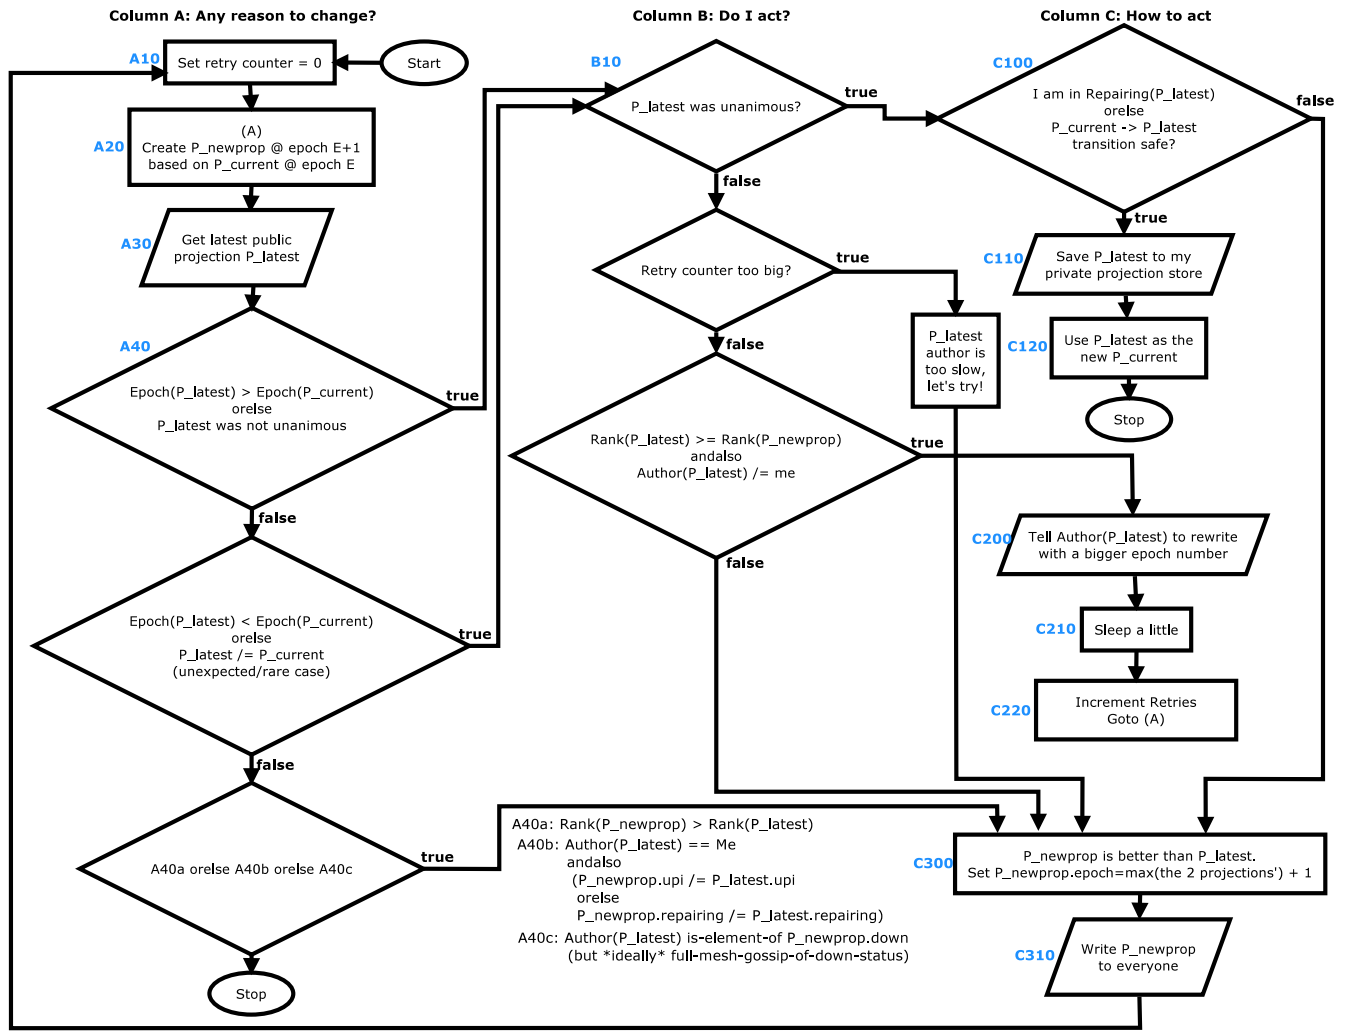 Column A: Any reason to change?
A10
Set retry counter = 0
Start
A20
(A)
Create P_newprop @ epoch E+1
based on P_current @ epoch E
A30
Get latest public
projection P_latest
A40
Epoch(P_latest) > Epoch(P_current)
orelse
P_latest was not unanimous
true
false
Epoch(P_latest) < Epoch(P_current)
orelse
P_latest /= P_current
(unexpected/rare case)
true
false
A40a orelse A40b orelse A40c
true
false
Stop
A40a: Rank(P_newprop) > Rank(P_latest)
A40b: Author(P_latest) == Me
andalso
(P_newprop.upi /= P_latest.upi
orelse
P_newprop.repairing /= P_latest.repairing)
A40c: Author(P_latest) is-element-of P_newprop.down
(but *ideally* full-mesh-gossip-of-down-status)
Column B: Do I act?
B10
P_latest was unanimous?
true
false
Retry counter too big?
true
false
P_latest
author is
too slow,
let's try!
Rank(P_latest) >= Rank(P_newprop)
andalso
Author(P_latest) /= me
true
false
Column C: How to act
C100
I am in Repairing(P_latest)
orelse
P_current -> P_latest
transition safe?
false
true
C110
Save P_latest to my
private projection store
C120
Use P_latest as the
new P_current
Stop
C200
Tell Author(P_latest) to rewrite
with a bigger epoch number
C210
Sleep a little
C220
Increment Retries
Goto (A)
C300
P_newprop is better than P_latest.
Set P_newprop.epoch=max(the 2 projections') + 1
C310
Write P_newprop
to everyone